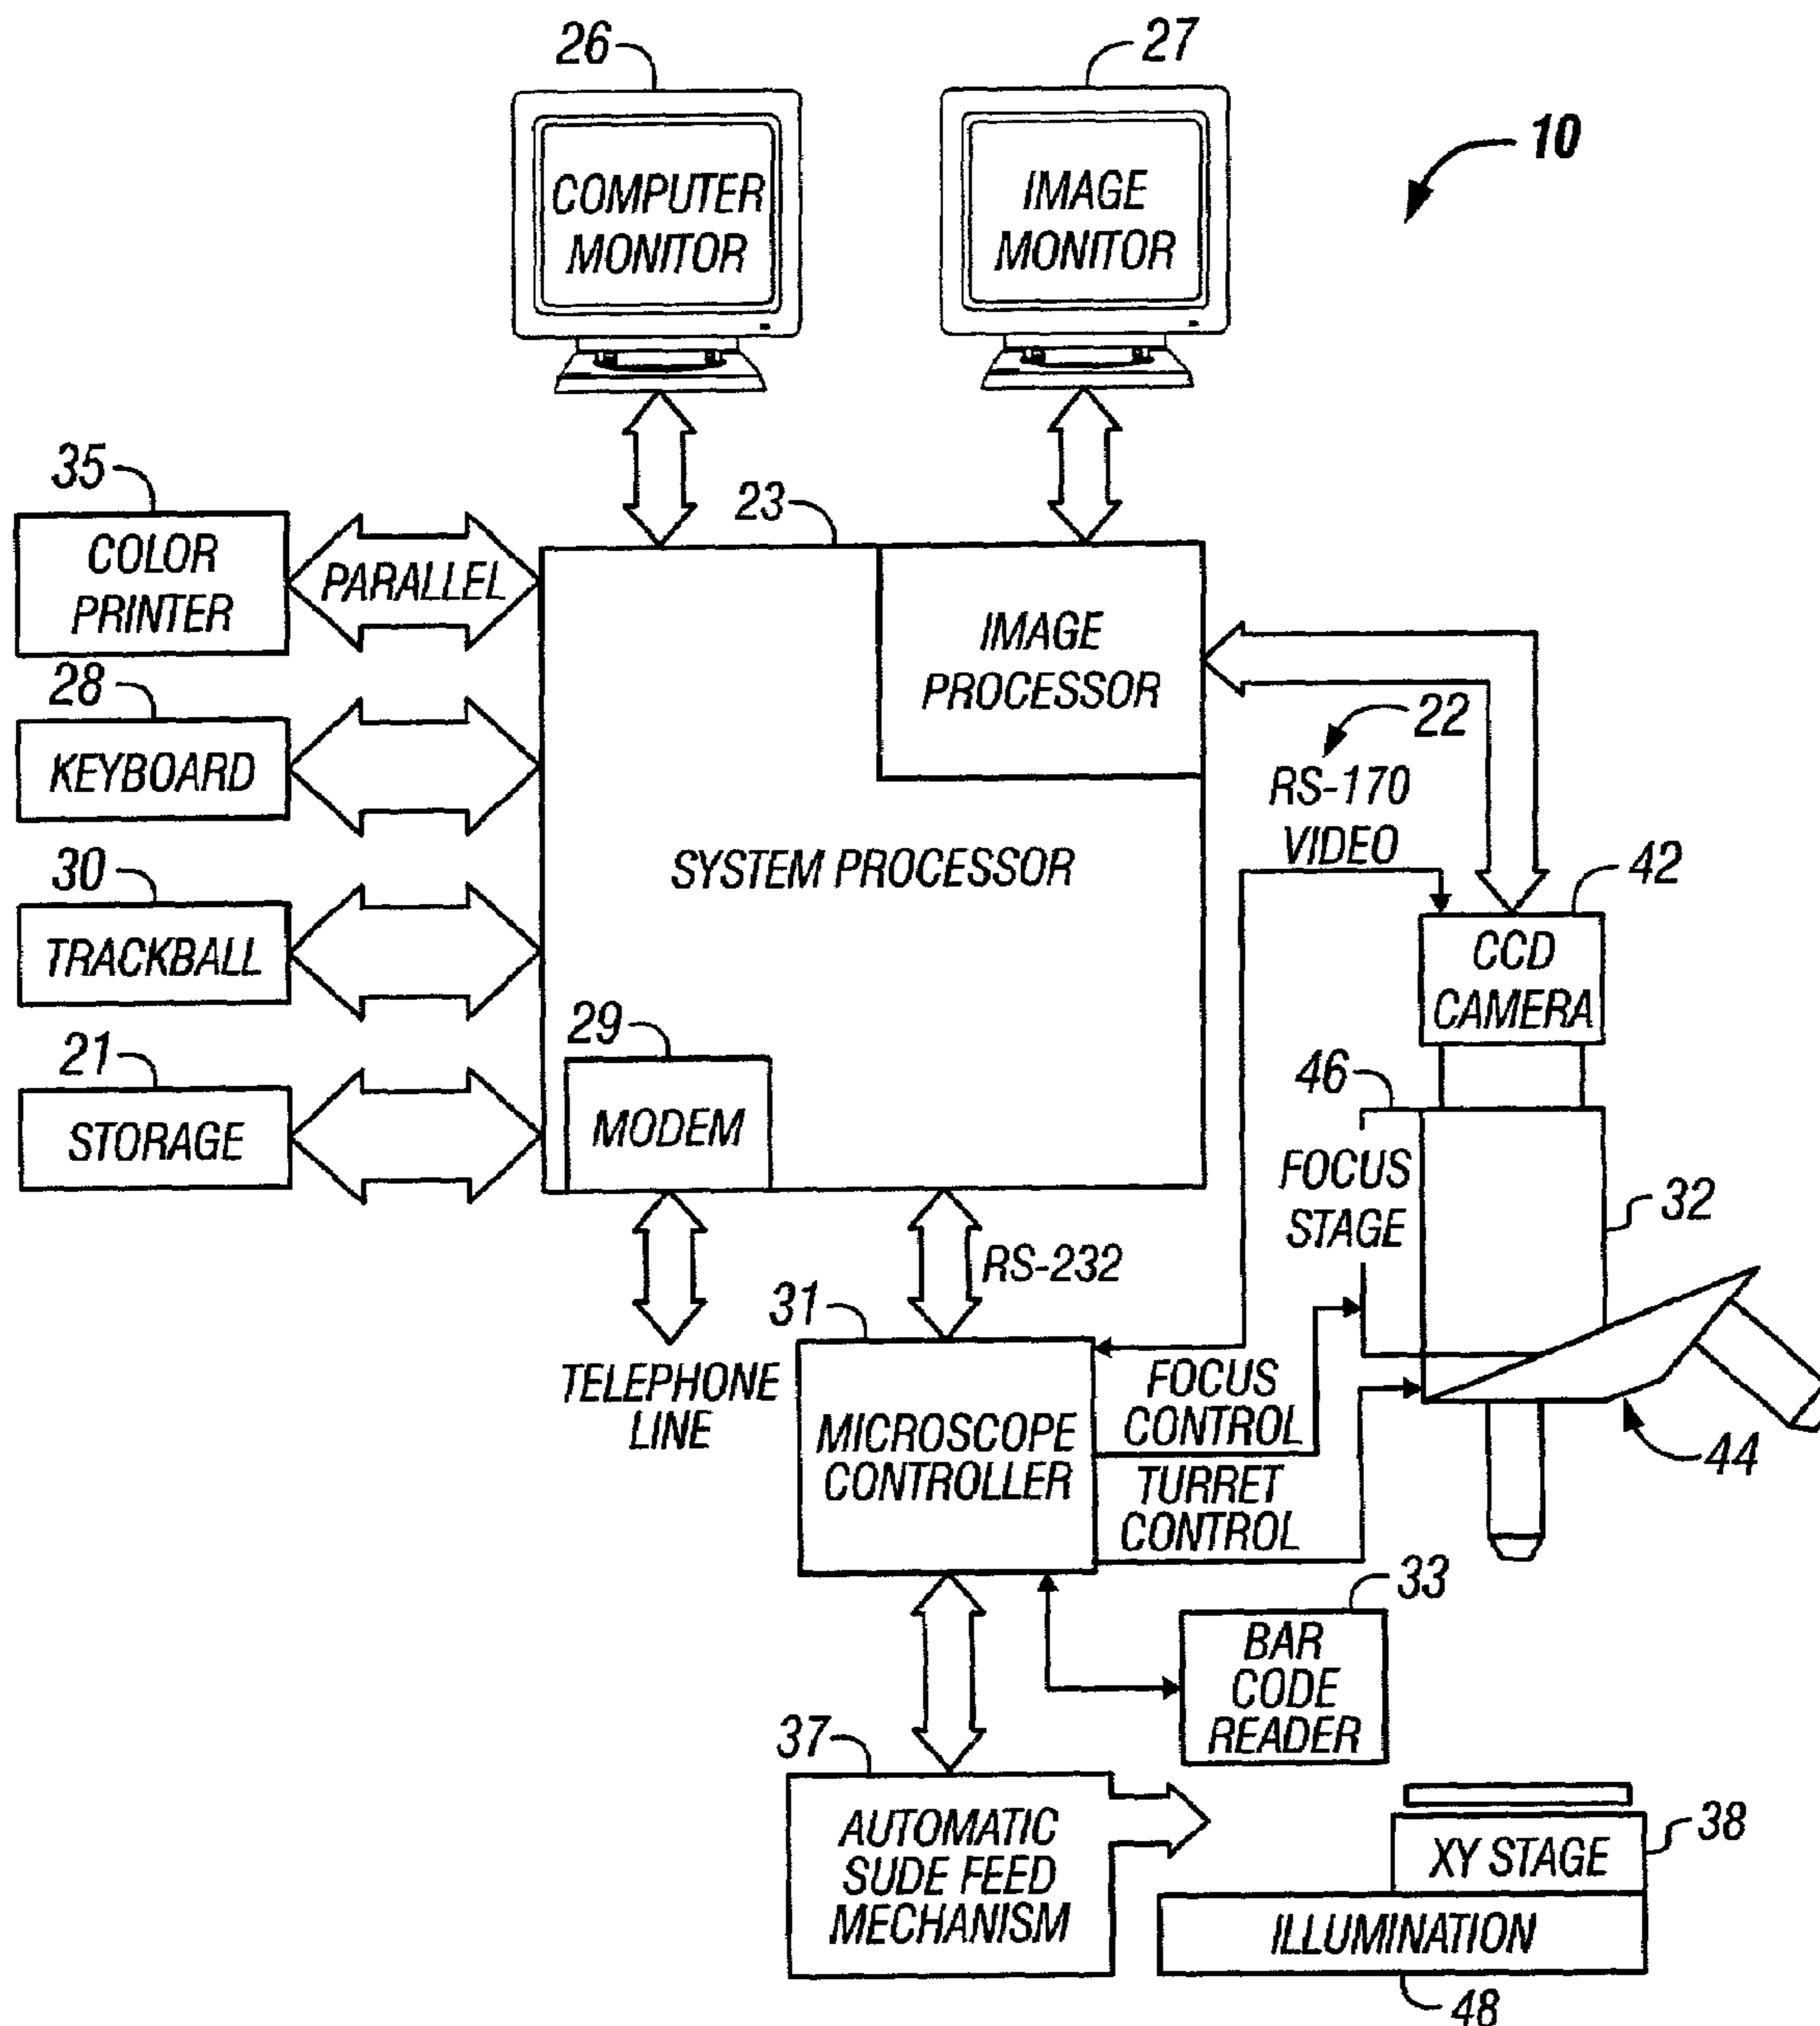 26
27
10
COMPUTER
MONITOR
IMAGE
MONITOR
35
23
COLOR
PRINTER
PARALLEL
IMAGE
PROCESSOR
28
KEYBOARD
22
RS-170
VIDEO
SYSTEM PROCESSOR
30
TRACKBALL
42
CCD
CAMERA
21
STORAGE
29
MODEM
46
FOCUS
STAGE
32
RS-232
31
TELEPHONE
LINE
MICROSCOPE
CONTROLLER
FOCUS
CONTROL
TURRET
CONTROL
44
33
BAR
CODE
READER
37
AUTOMATIC
SUDE FEED
MECHANISM
38
XY STAGE
ILLUMINATION
48